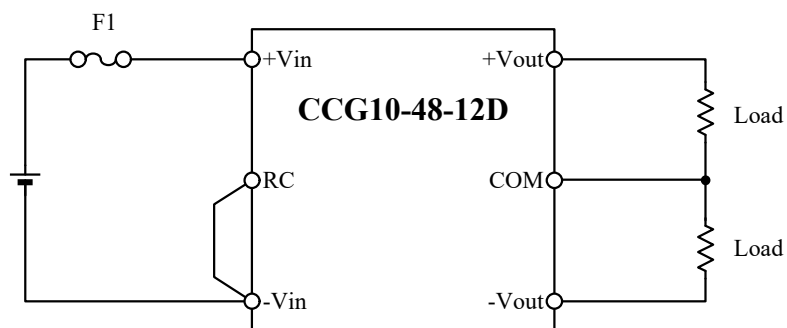 F1
+Vin
+Vout
CCG10-48-12D
Load
RC
COM
Load
-Vin
-Vout